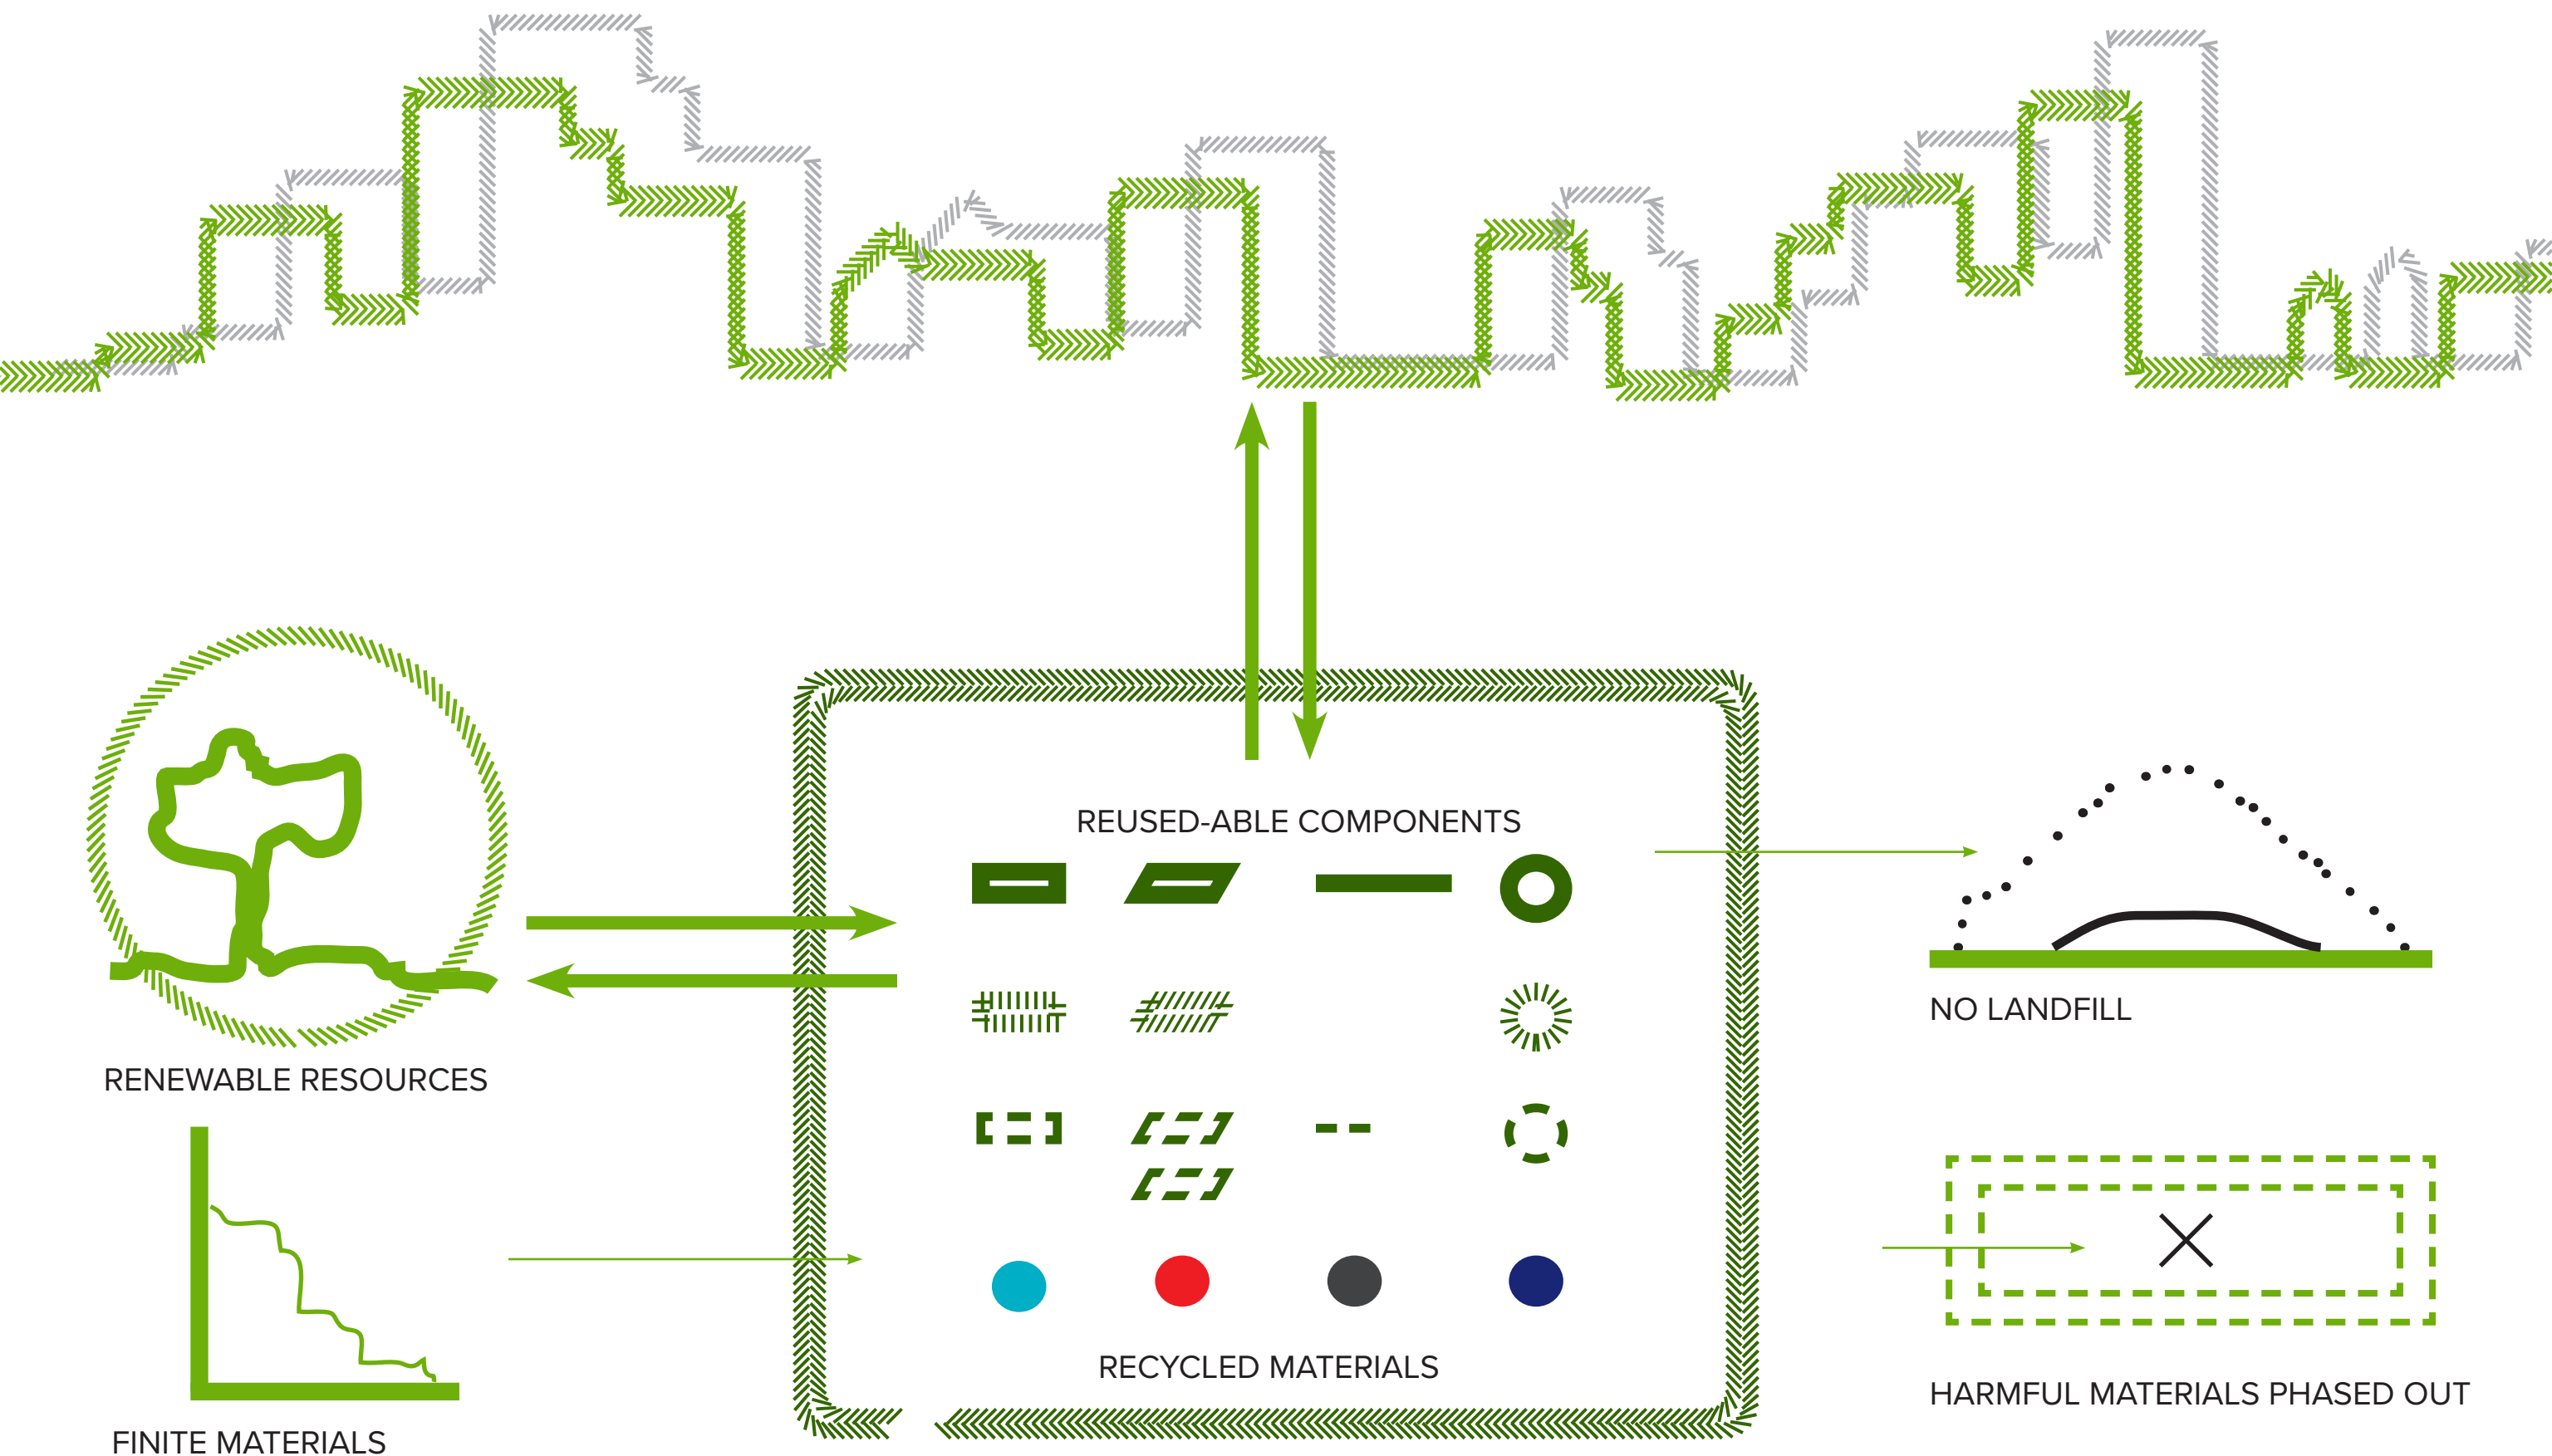 REUSED-ABLE COMPONENTS
NO LANDFILL
RENEWABLE RESOURCES
RECYCLED MATERIALS
HARMFUL MATERIALS PHASED OUT
FINITE MATERIALS